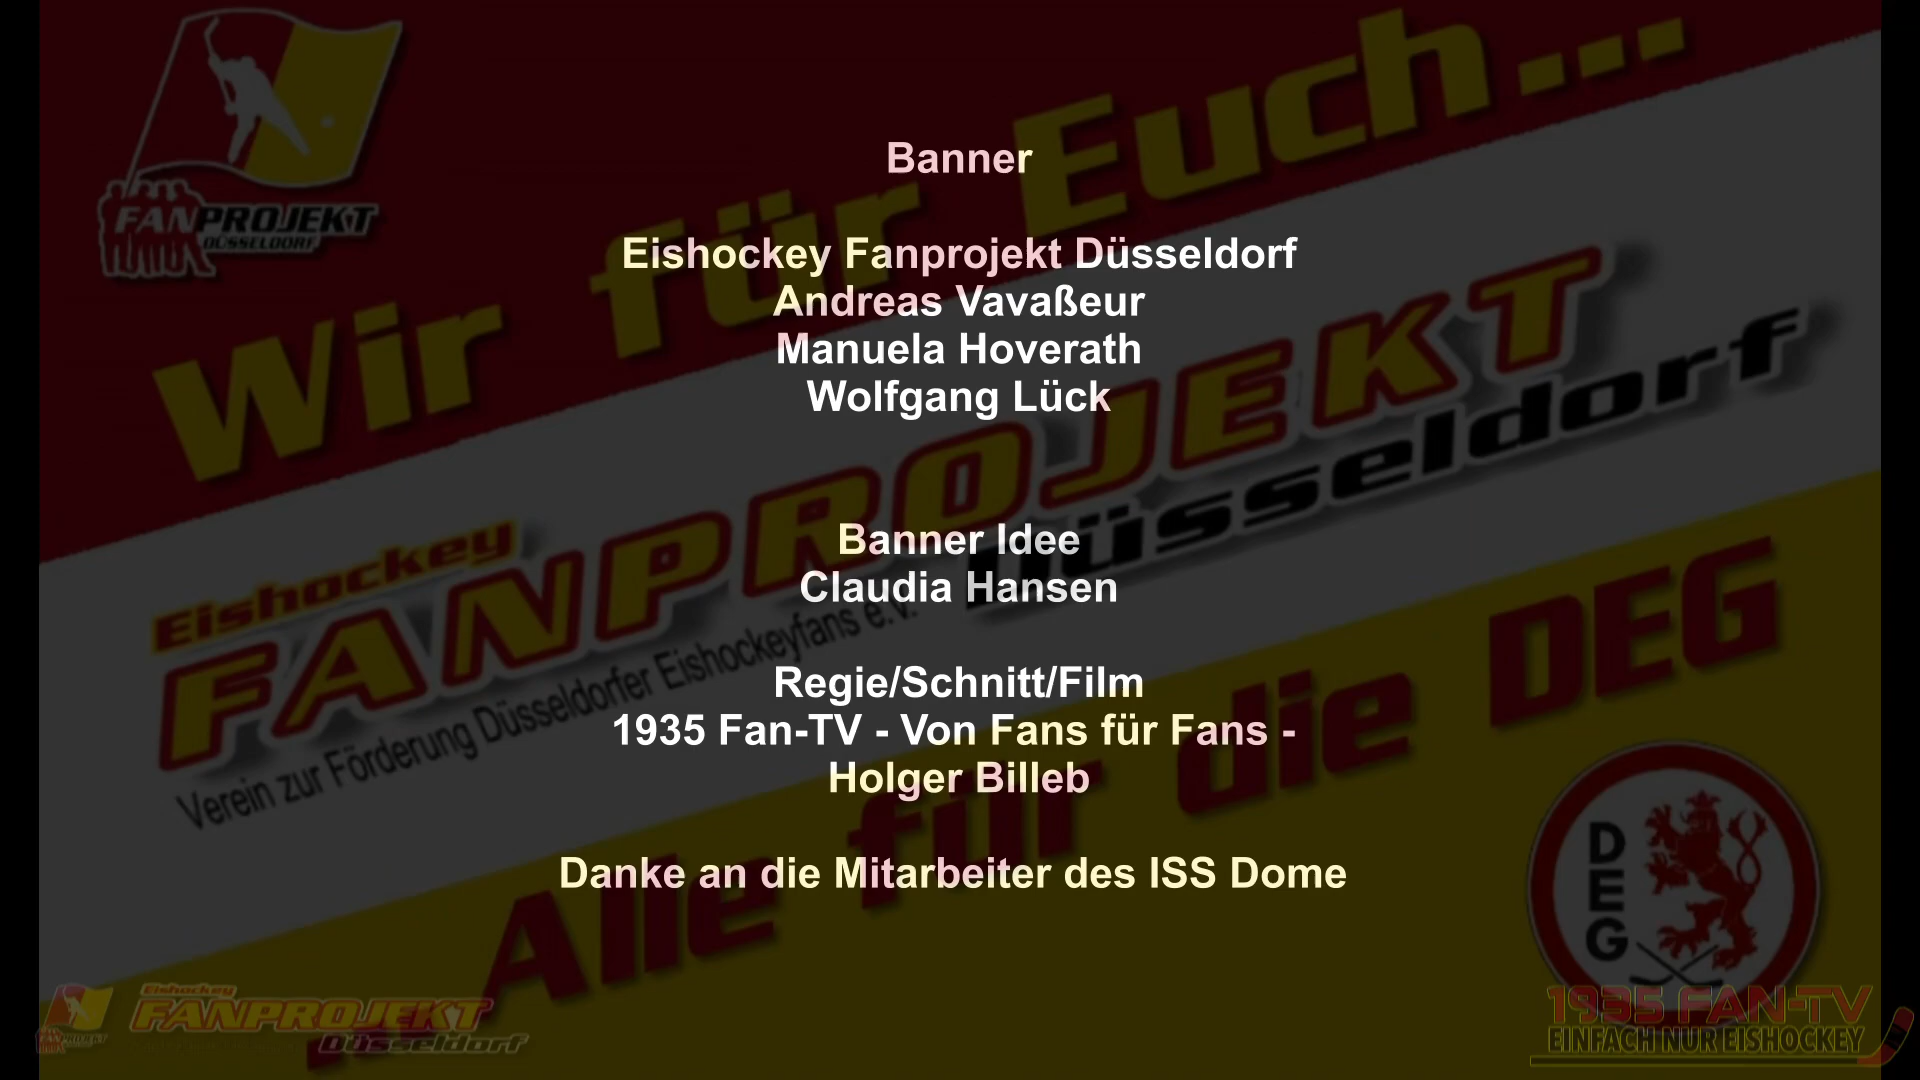 Banner
Eishockey Fanprojekt Düsseldorf
Andreas Vavaßeur
Manuela Hoverath
Wolfgang Lück
Banner Idee
Claudia Hansen
Regie/Schnitt/Film
1935 Fan-TV - Von Fans für Fans -
Holger Billeb
Danke an die Mitarbeiter des ISS Dome
FANPROJEKT
DÜSSELDORF
Wir für Euch...
Eishockey
FANPROJEKT
Düsseldorf
Verein zur Förderung Düsseldorfer Eishockeyfans e.V.
Alle für die DEG
DEG
FANPROJEKT
Eishockey
FANPROJEKT
Düsseldorf
1935 FAN-TV
EINFACH NUR EISHOCKEY